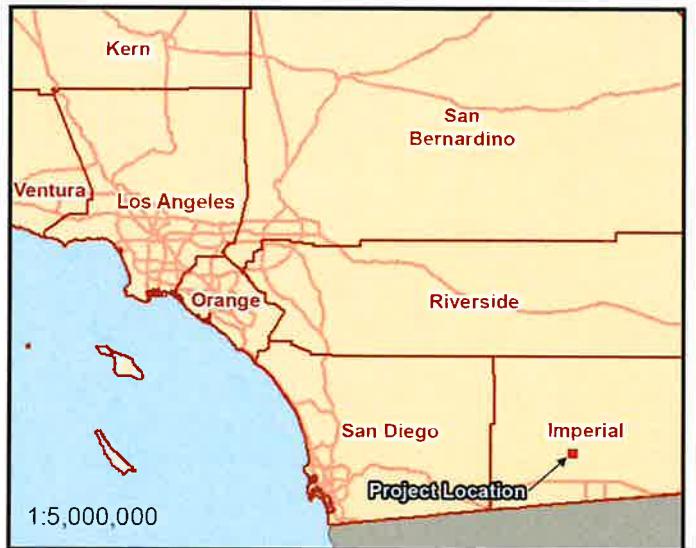 Kern
San
Bernardino
Ventura
Los Angeles
Orange
Riverside
San Diego
Imperial
Project Location
1:5,000,000